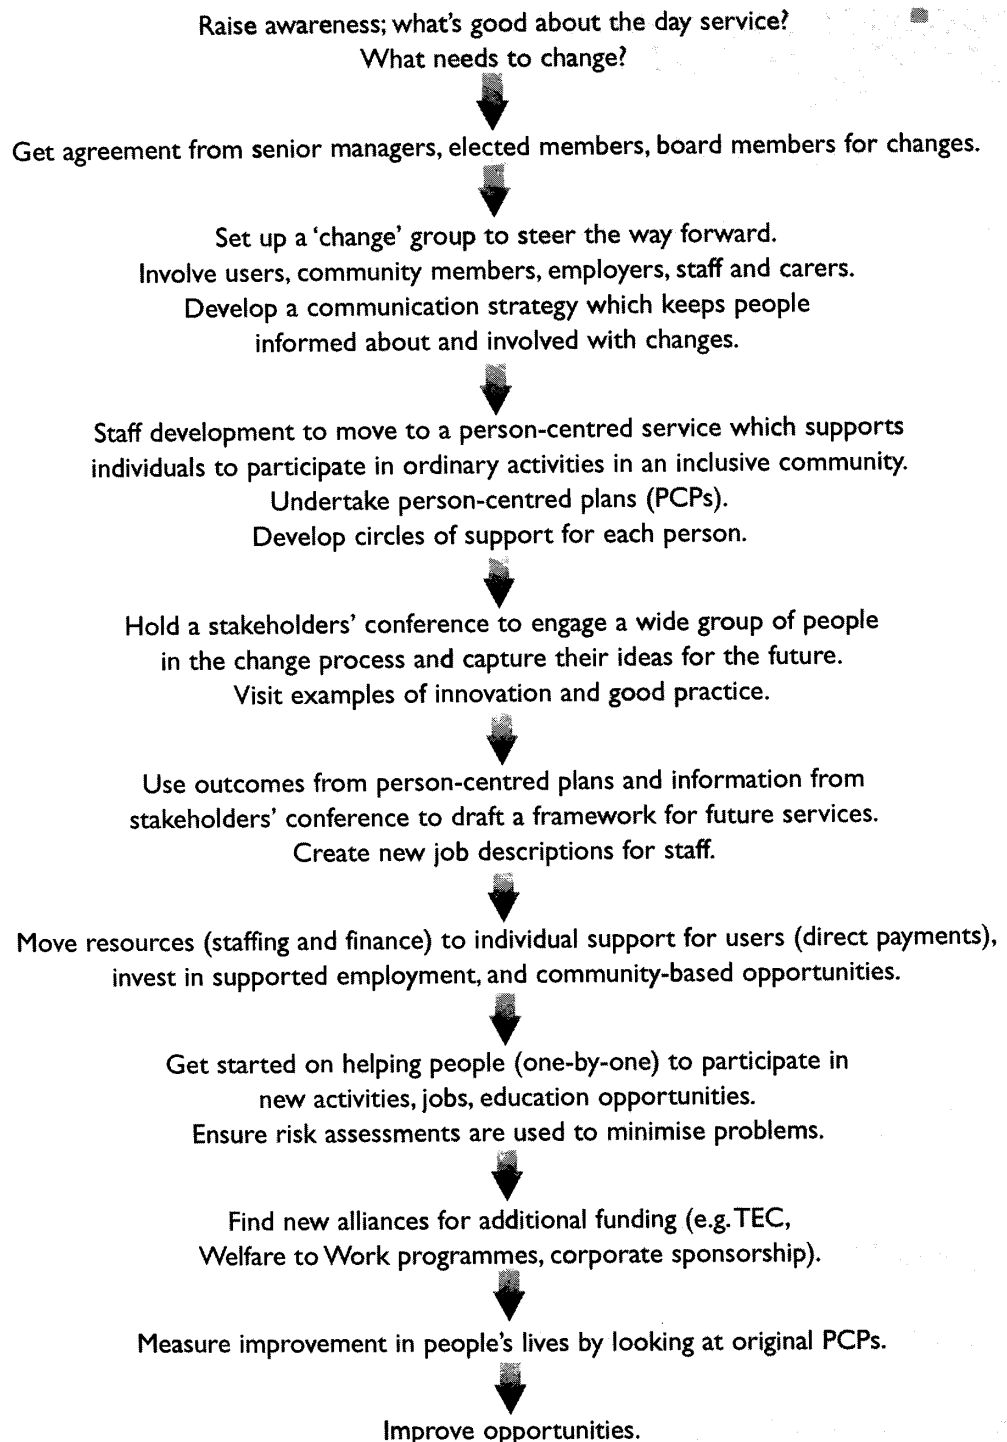 Raise awareness; what's good about the day service?
What needs to change?
Get agreement from senior managers, elected members, board members for changes.
Set up a 'change' group to steer the way forward.
Involve users, community members, employers, staff and carers.
Develop a communication strategy which keeps people
informed about and involved with changes.
Staff development to move to a person-centred service which supports
individuals to participate in ordinary activities in an inclusive community.
Undertake person-centred plans (PCPs).
Develop circles of support for each person.
Hold a stakeholders' conference to engage a wide group of people
in the change process and capture their ideas for the future.
Visit examples of innovation and good practice.
Use outcomes from person-centred plans and information from
stakeholders' conference to draft a framework for future services.
Create new job descriptions for staff.
Move resources (staffing and finance) to individual support for users (direct payments),
invest in supported employment, and community-based opportunities.
Get started on helping people (one-by-one) to participate in
new activities, jobs, education opportunities.
Ensure risk assessments are used to minimise problems.
Find new alliances for additional funding (e.g. TEC,
Welfare to Work programmes, corporate sponsorship).
Measure improvement in people's lives by looking at original PCPs.
Improve opportunities.